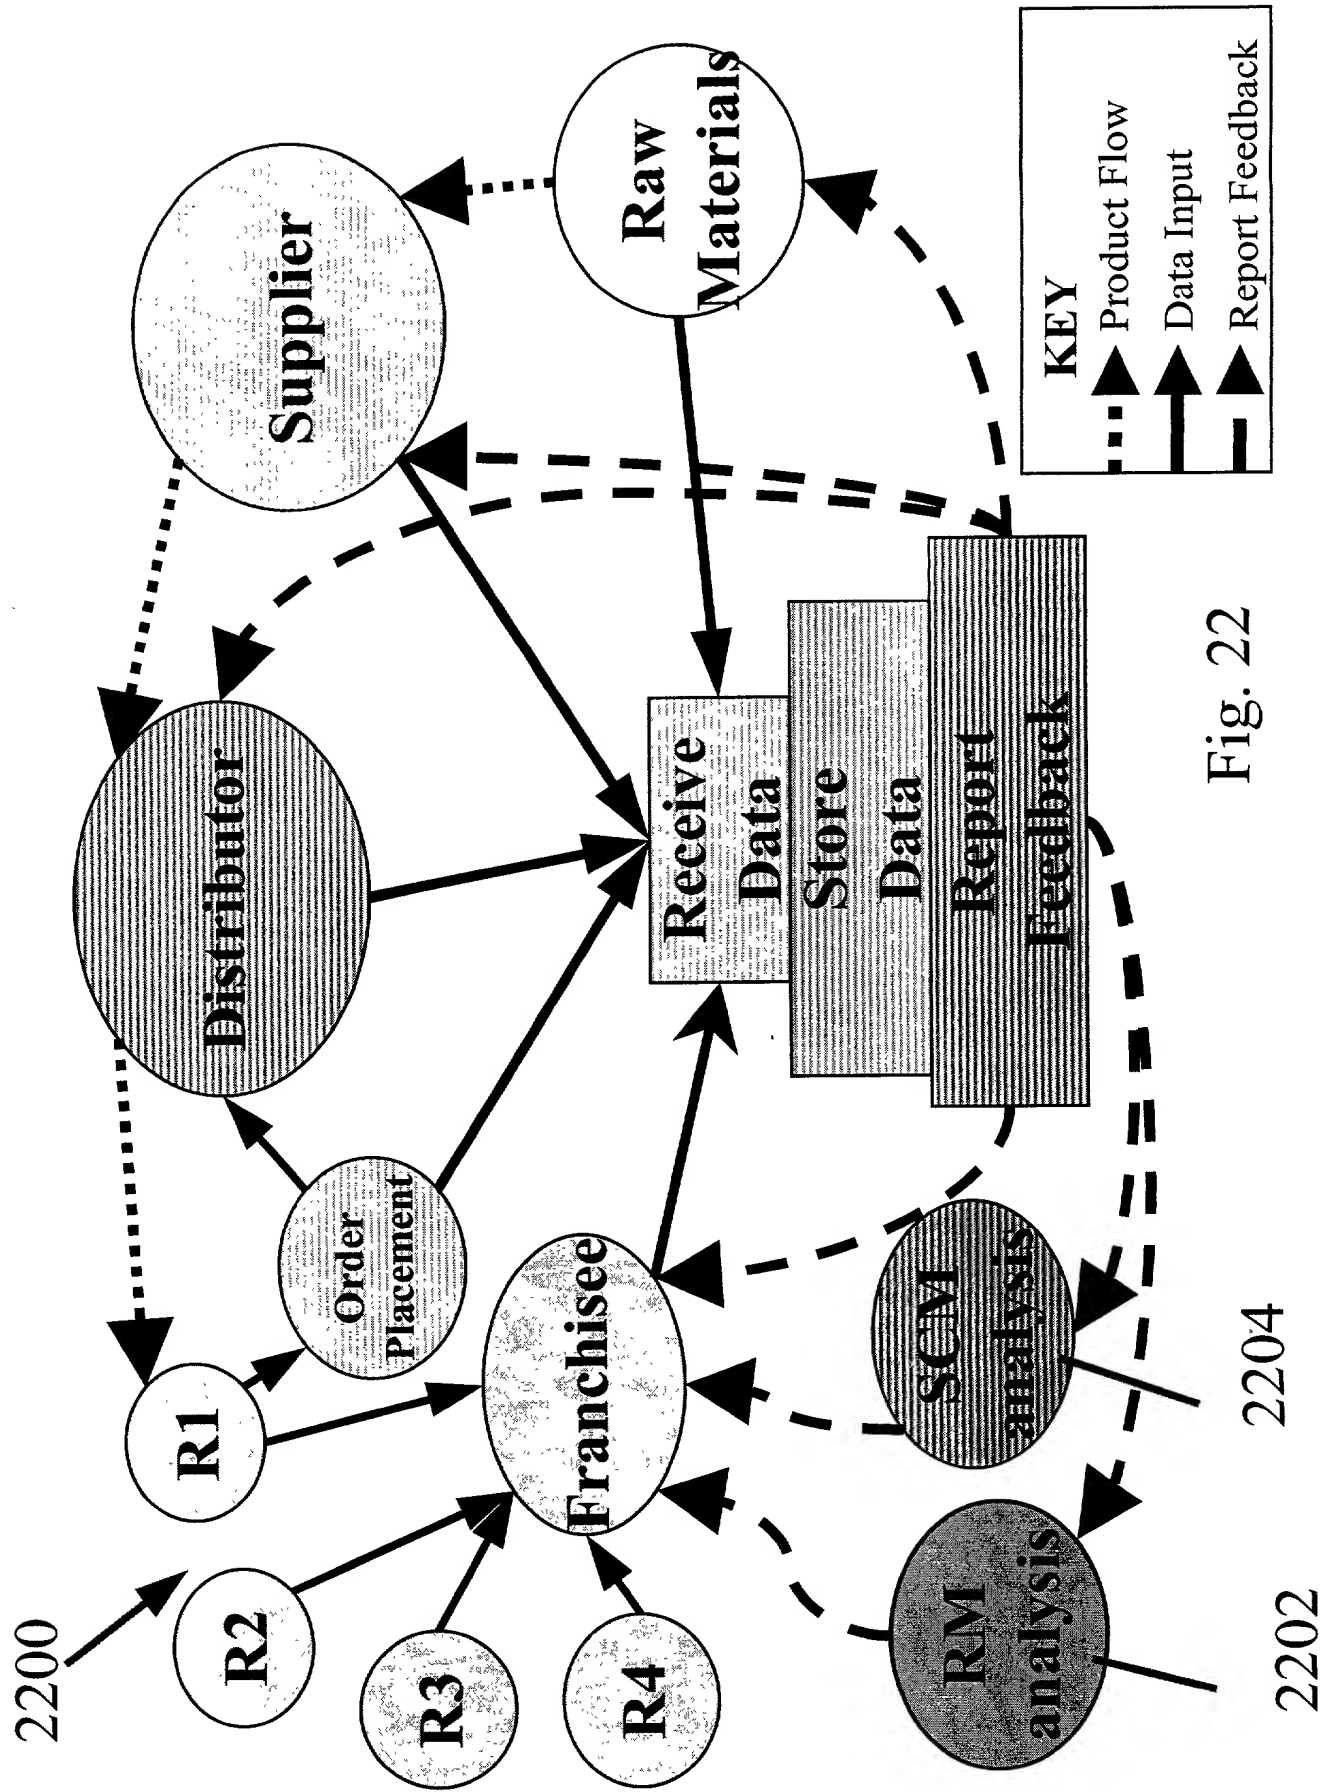 2200
R1
Distributor
Supplier
R2
Order
Placement
R3
Franchisee
R4
Raw
Materials
Receive
Data
Store
Data
Report
Feedback
RM
analysis
SCM
analysis
KEY
Product Flow
Data Input
Report Feedback
2202
2204
Fig. 22